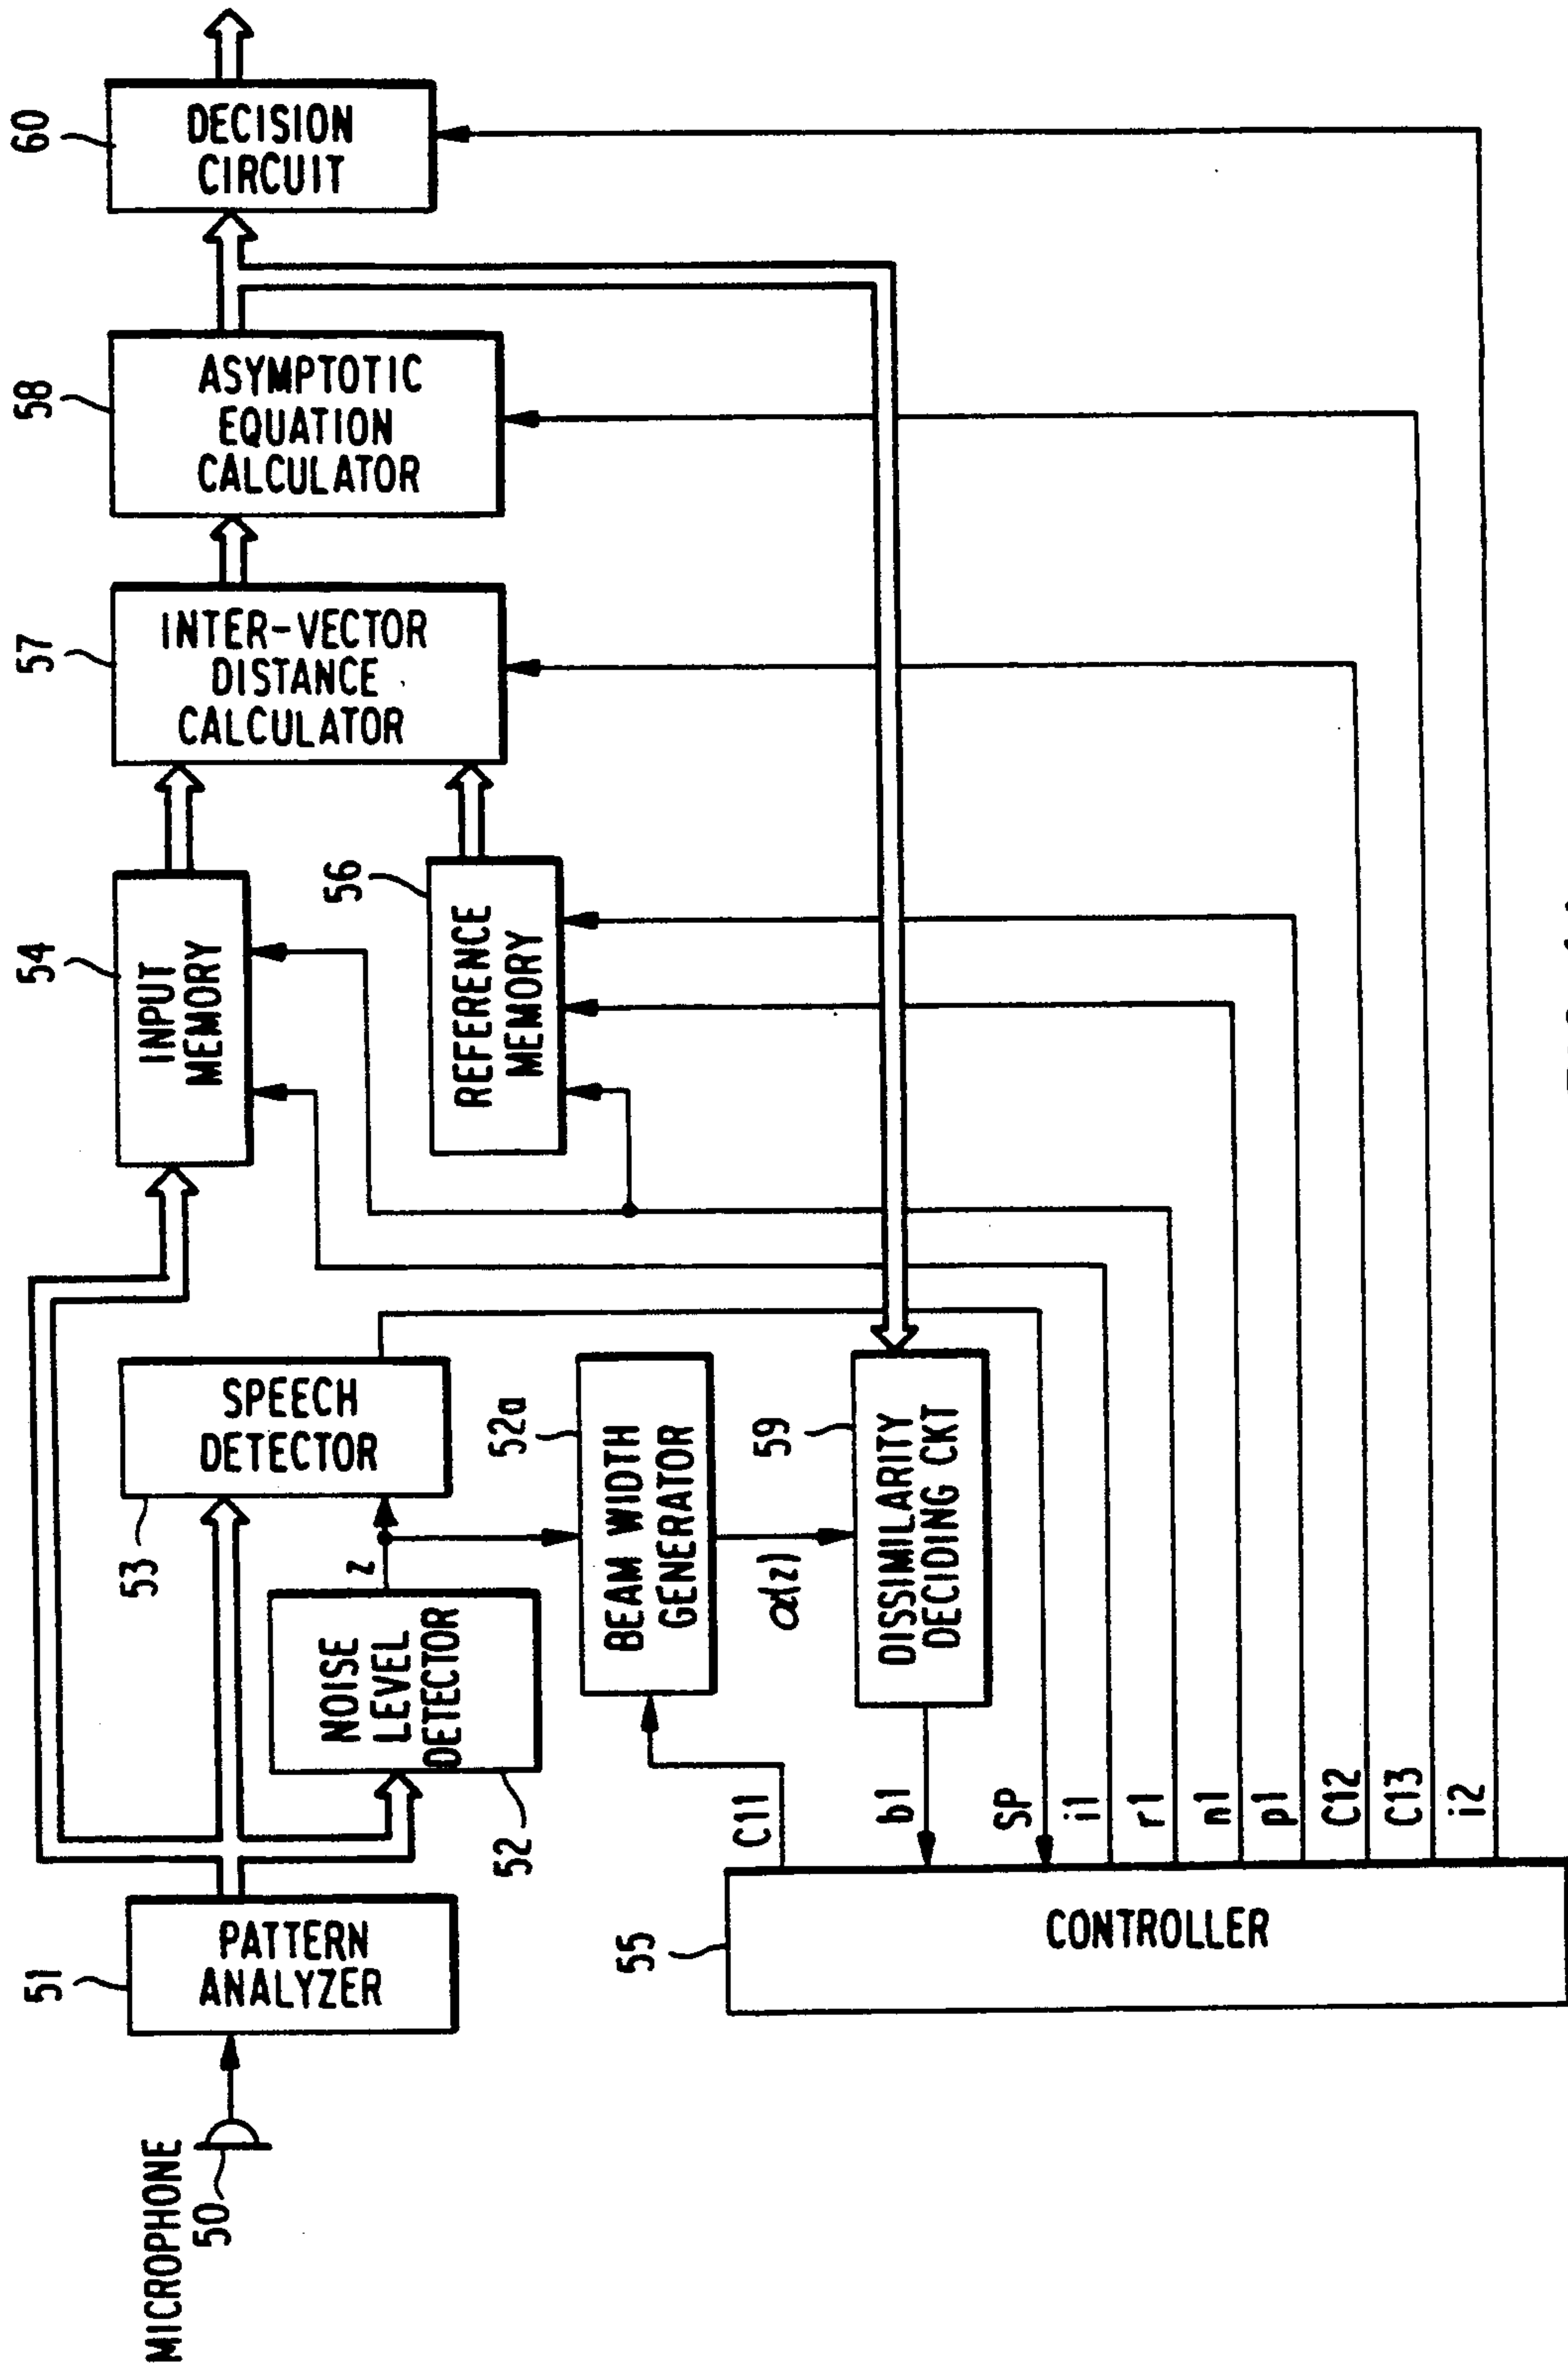 MICROPHONE
50
51
PATTERN
ANALYZER
53
SPEECH
DETECTOR
z
NOISE
LEVEL
DETECTOR
52
52a
BEAM WIDTH
GENERATOR
α(z)
59
DISSIMILARITY
DECIDING CKT
54
INPUT
MEMORY
56
REFERENCE
MEMORY
57
INTER-VECTOR
DISTANCE
CALCULATOR
58
ASYMPTOTIC
EQUATION
CALCULATOR
60
DECISION
CIRCUIT
55
CONTROLLER
C11
b1
SP
i1
r1
n1
p1
C12
C13
i2